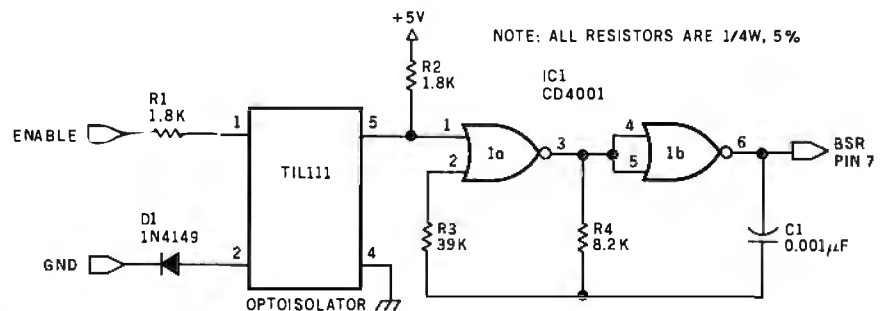 +5V
NOTE: ALL RESISTORS ARE 1/4W, 5%
R2
1.8K
IC1
CD4001
R1
1.8K
ENABLE
1
5
1
2
1a
3
4
5
1b
6
BSR
PIN 7
TIL111
D1
1N4149
GND
2
4
R3
39K
R4
8.2K
C1
0.001µF
OPTOISOLATOR